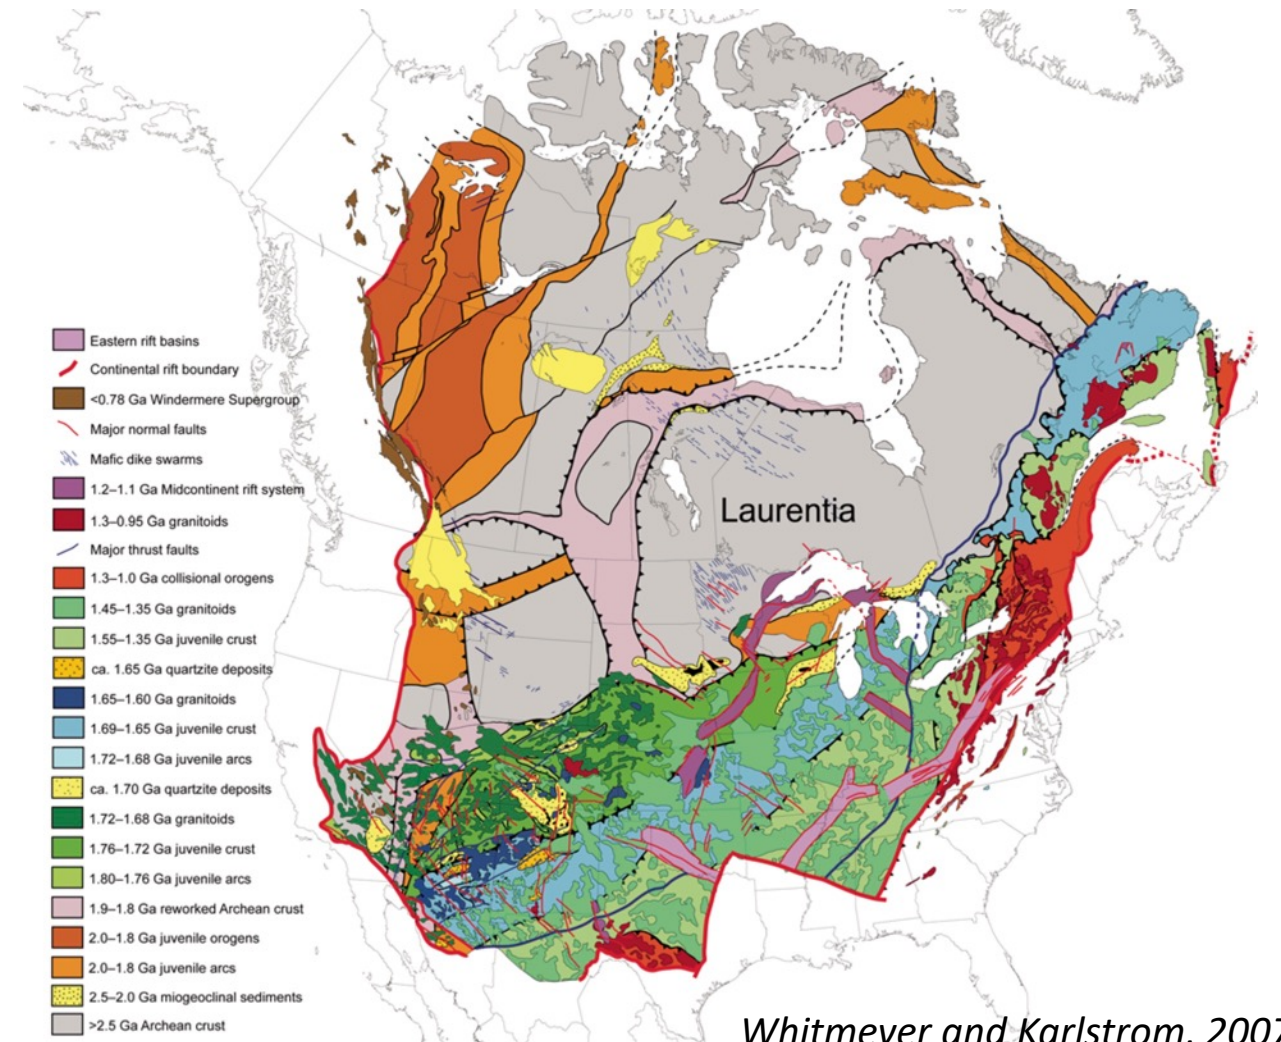 Eastern rift basins
Continental rift boundary
<0.78 Ga Windermere Supergroup
Major normal faults
Mafic dike swarms
1.2–1.1 Ga Midcontinent rift system
1.3–0.95 Ga granitoids
Major thrust faults
1.3–1.0 Ga collisional orogens
1.45–1.35 Ga granitoids
1.55–1.35 Ga juvenile crust
ca. 1.65 Ga quartzite deposits
1.65–1.60 Ga granitoids
1.69–1.65 Ga juvenile crust
1.72–1.68 Ga juvenile arcs
ca. 1.70 Ga quartzite deposits
1.72–1.68 Ga granitoids
1.76–1.72 Ga juvenile crust
1.80–1.76 Ga juvenile arcs
1.9–1.8 Ga reworked Archean crust
2.0–1.8 Ga juvenile orogens
2.0–1.8 Ga juvenile arcs
2.5–2.0 Ga miogeoclinal sediments
>2.5 Ga Archean crust
Laurentia
Whitmeyer and Karlstrom, 2007